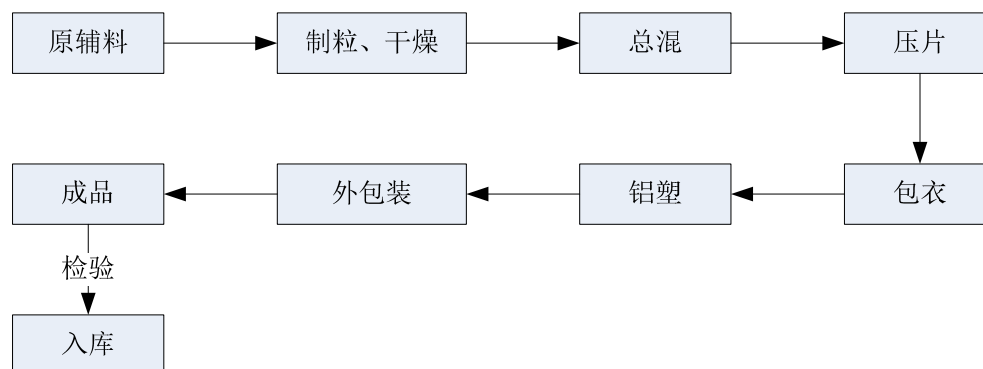 原辅料
制粒、干燥
总混
压片
包衣
铝塑
外包装
成品
检验
入库